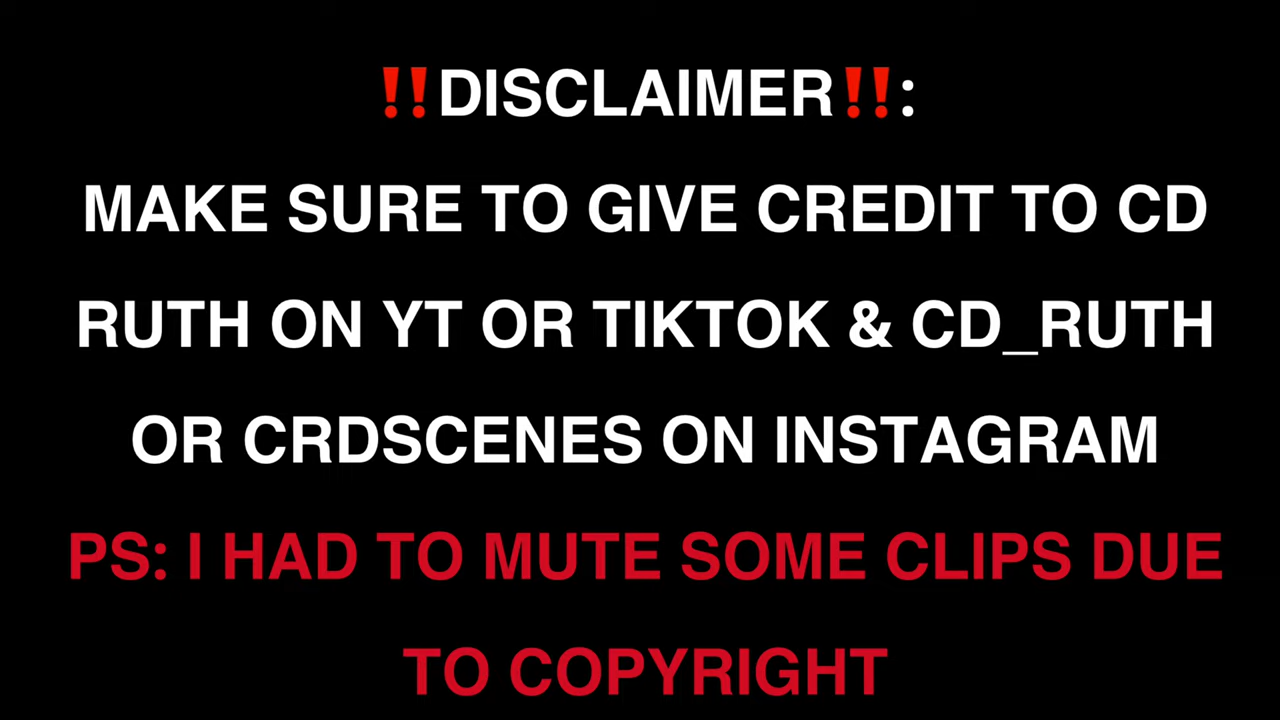 ‼️DISCLAIMER‼️:
MAKE SURE TO GIVE CREDIT TO CD
RUTH ON YT OR TIKTOK & CD_RUTH
OR CRDSCENES ON INSTAGRAM
PS: I HAD TO MUTE SOME CLIPS DUE
TO COPYRIGHT